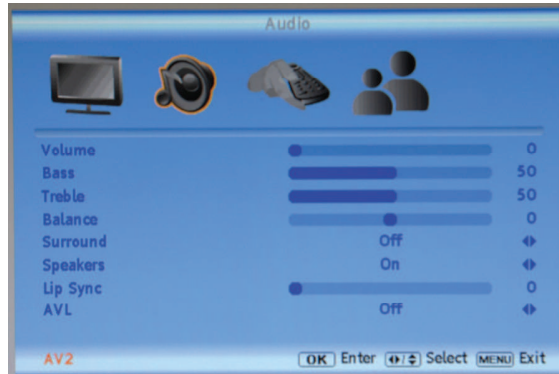 Audio
Volume 0
Bass 50
Treble 50
Balance 0
Surround Off
Speakers On
Lip Sync 0
AVL Off
AV2 OK Enter Select MENU Exit